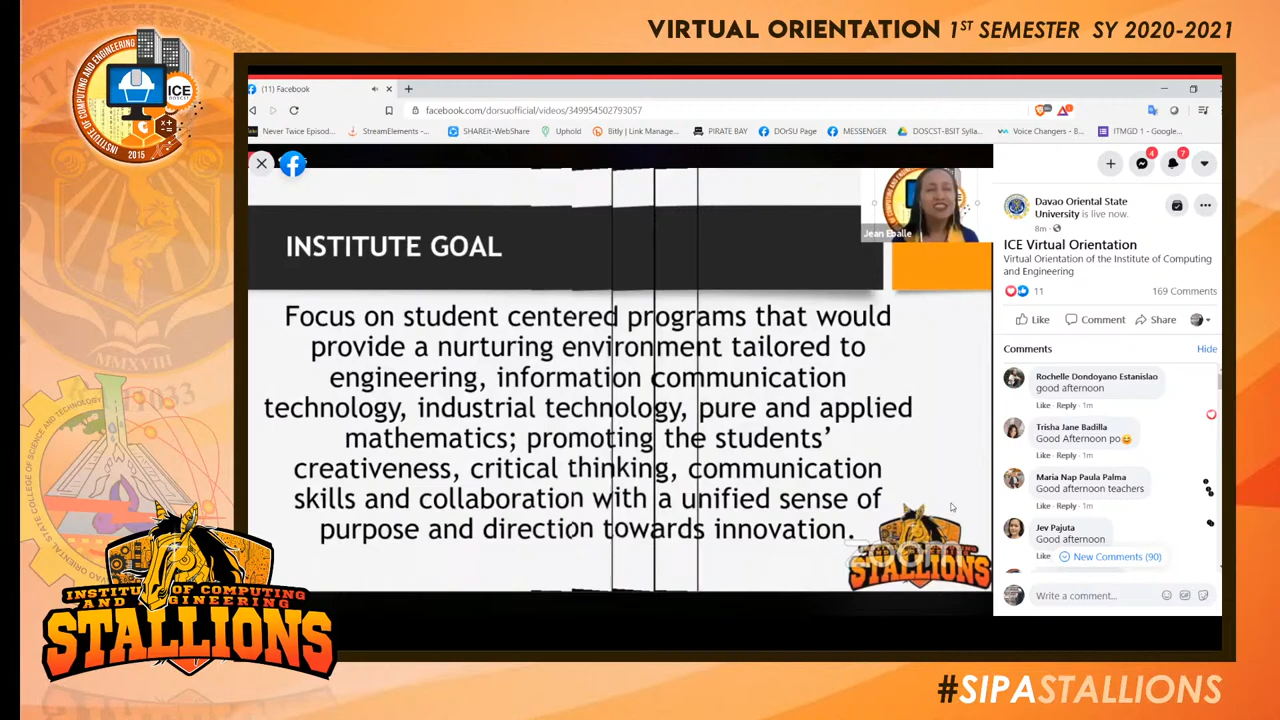 VIRTUAL ORIENTATION 1ST SEMESTER SY 2020-2021
INSTITUTE OF COMPUTING AND ENGINEERING
ICE
DOSCST
2015
(11) Facebook
facebook.com/dorsuofficial/videos/349954502793057
Never Twice Episod...
StreamElements -...
SHAREit-WebShare
Uphold
Bitly | Link Manage...
PIRATE BAY
DOrSU Page
MESSENGER
DOSCST-BSIT Sylla...
Voice Changers - B...
ITMGD 1 - Google...
INSTITUTE GOAL
Jean Eballe
Focus on student centered programs that would
provide a nurturing environment tailored to
engineering, information communication
technology, industrial technology, pure and applied
mathematics; promoting the students’
creativeness, critical thinking, communication
skills and collaboration with a unified sense of
purpose and direction towards innovation.
zoom
STALLIONS
4
7
Davao Oriental State
University is live now.
8m
ICE Virtual Orientation
Virtual Orientation of the Institute of Computing
and Engineering
11
169 Comments
Like
Comment
Share
Comments
Hide
Rochelle Dondoyano Estanislao
good afternoon
Like · Reply · 1m
Trisha Jane Badilla
Good Afternoon po😊
Like · Reply · 1m
Maria Nap Paula Palma
Good afternoon teachers
Like · Reply · 1m
Jev Pajuta
Good afternoon
Like
New Comments (90)
Write a comment...
MMXVIII
INSTITUTE OF COMPUTING
AND ENGINEERING
STALLIONS
#SIPASTALLIONS